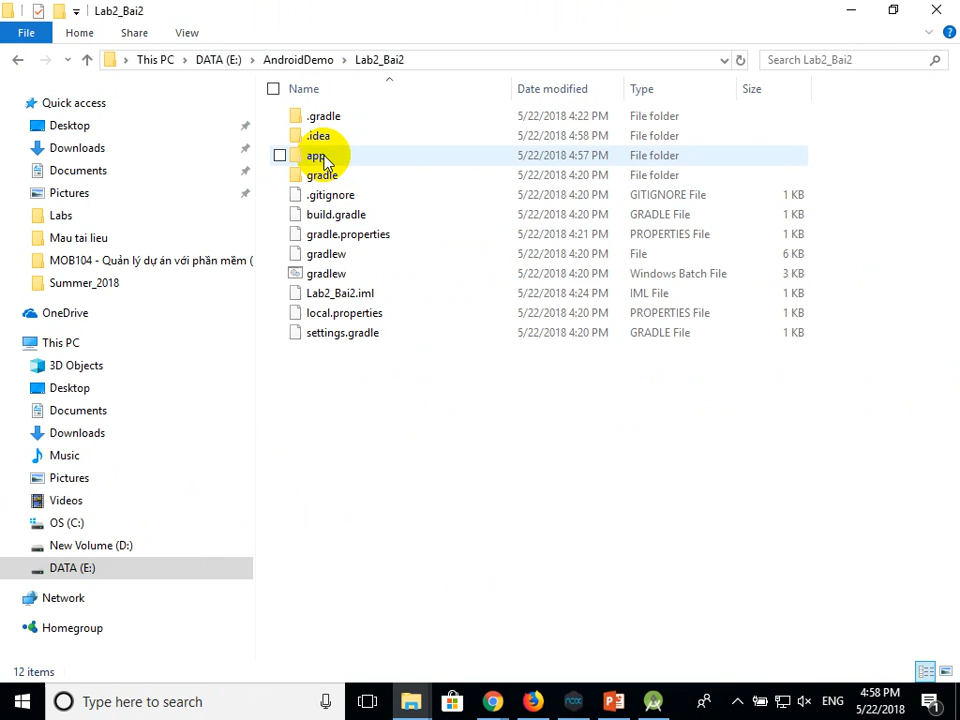 Lab2_Bai2
File Home Share View
This PC DATA (E:) AndroidDemo Lab2_Bai2 Search Lab2_Bai2
Name Date modified Type Size
.gradle 5/22/2018 4:22 PM File folder
.idea 5/22/2018 4:58 PM File folder
app 5/22/2018 4:57 PM File folder
gradle 5/22/2018 4:20 PM File folder
.gitignore 5/22/2018 4:20 PM GITIGNORE File 1 KB
build.gradle 5/22/2018 4:20 PM GRADLE File 1 KB
gradle.properties 5/22/2018 4:21 PM PROPERTIES File 1 KB
gradlew 5/22/2018 4:20 PM File 6 KB
gradlew 5/22/2018 4:20 PM Windows Batch File 3 KB
Lab2_Bai2.iml 5/22/2018 4:24 PM IML File 1 KB
local.properties 5/22/2018 4:20 PM PROPERTIES File 1 KB
settings.gradle 5/22/2018 4:20 PM GRADLE File 1 KB
Quick access
Desktop
Downloads
Documents
Pictures
Labs
Mau tai lieu
MOB104 - Quản lý dự án với phần mềm (
Summer_2018
OneDrive
This PC
3D Objects
Desktop
Documents
Downloads
Music
Pictures
Videos
OS (C:)
New Volume (D:)
DATA (E:)
Network
Homegroup
12 items
Type here to search
ENG
4:58 PM
5/22/2018
1